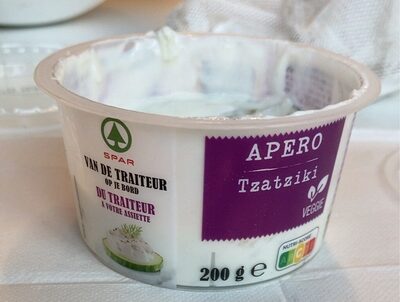 SPAR
VAN DE TRAITEUR
OP JE BORD
DU TRAITEUR
À VOTRE ASSIETTE
APERO
Tzatziki
VEGGIE
NUTRI-SCORE
200 g e